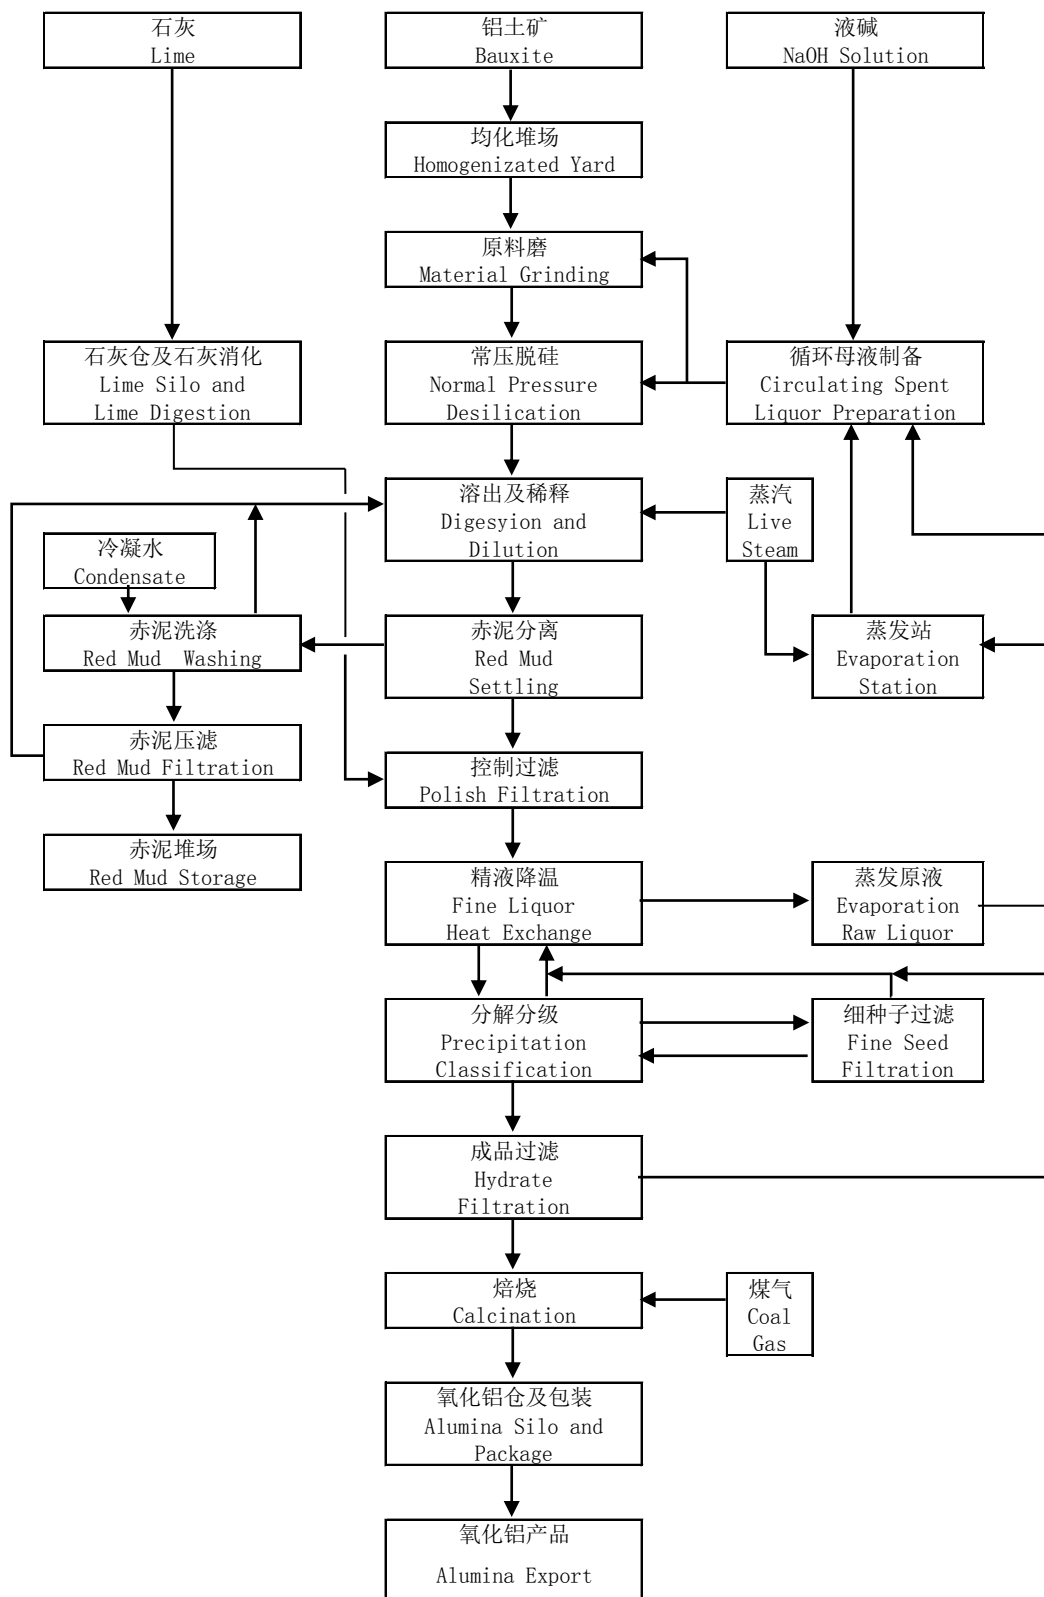 石灰
Lime
铝土矿
Bauxite
液碱
NaOH Solution
均化堆场
Homogenizated Yard
原料磨
Material Grinding
石灰仓及石灰消化
Lime Silo and
Lime Digestion
常压脱硅
Normal Pressure
Desilication
循环母液制备
Circulating Spent
Liquor Preparation
溶出及稀释
Digesyion and
Dilution
蒸汽
Live
Steam
冷凝水
Condensate
赤泥洗涤
Red Mud Washing
赤泥分离
Red Mud
Settling
蒸发站
Evaporation
Station
赤泥压滤
Red Mud Filtration
控制过滤
Polish Filtration
赤泥堆场
Red Mud Storage
精液降温
Fine Liquor
Heat Exchange
蒸发原液
Evaporation
Raw Liquor
分解分级
Precipitation
Classification
细种子过滤
Fine Seed
Filtration
成品过滤
Hydrate
Filtration
焙烧
Calcination
煤气
Coal
Gas
氧化铝仓及包装
Alumina Silo and
Package
氧化铝产品
Alumina Export